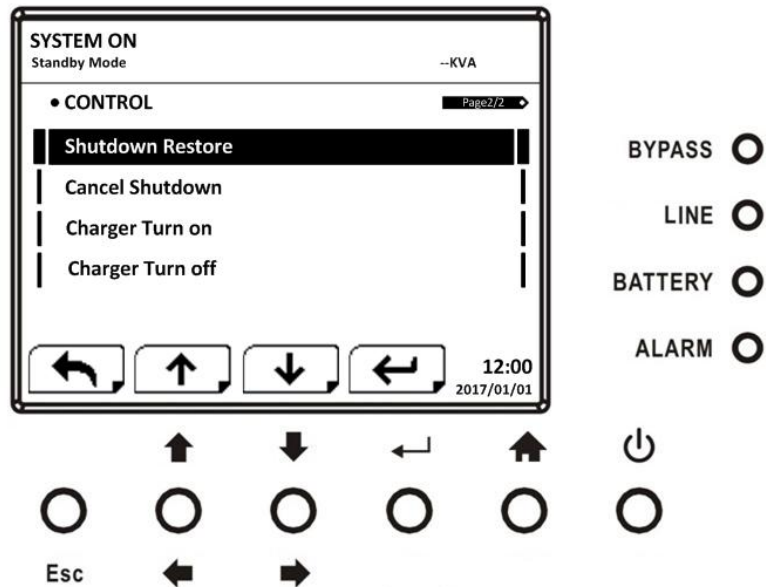 SYSTEM ON
Standby Mode --KVA
• CONTROL Page2/2
Shutdown Restore
Cancel Shutdown
Charger Turn on
Charger Turn off
12:00
2017/01/01
BYPASS
LINE
BATTERY
ALARM
Esc